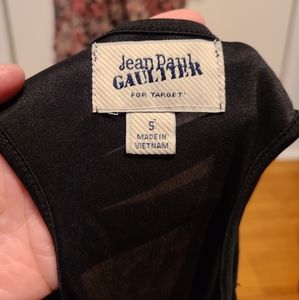 Jean Paul
GAULTIER
FOR TARGET
S
MADE IN
VIETNAM